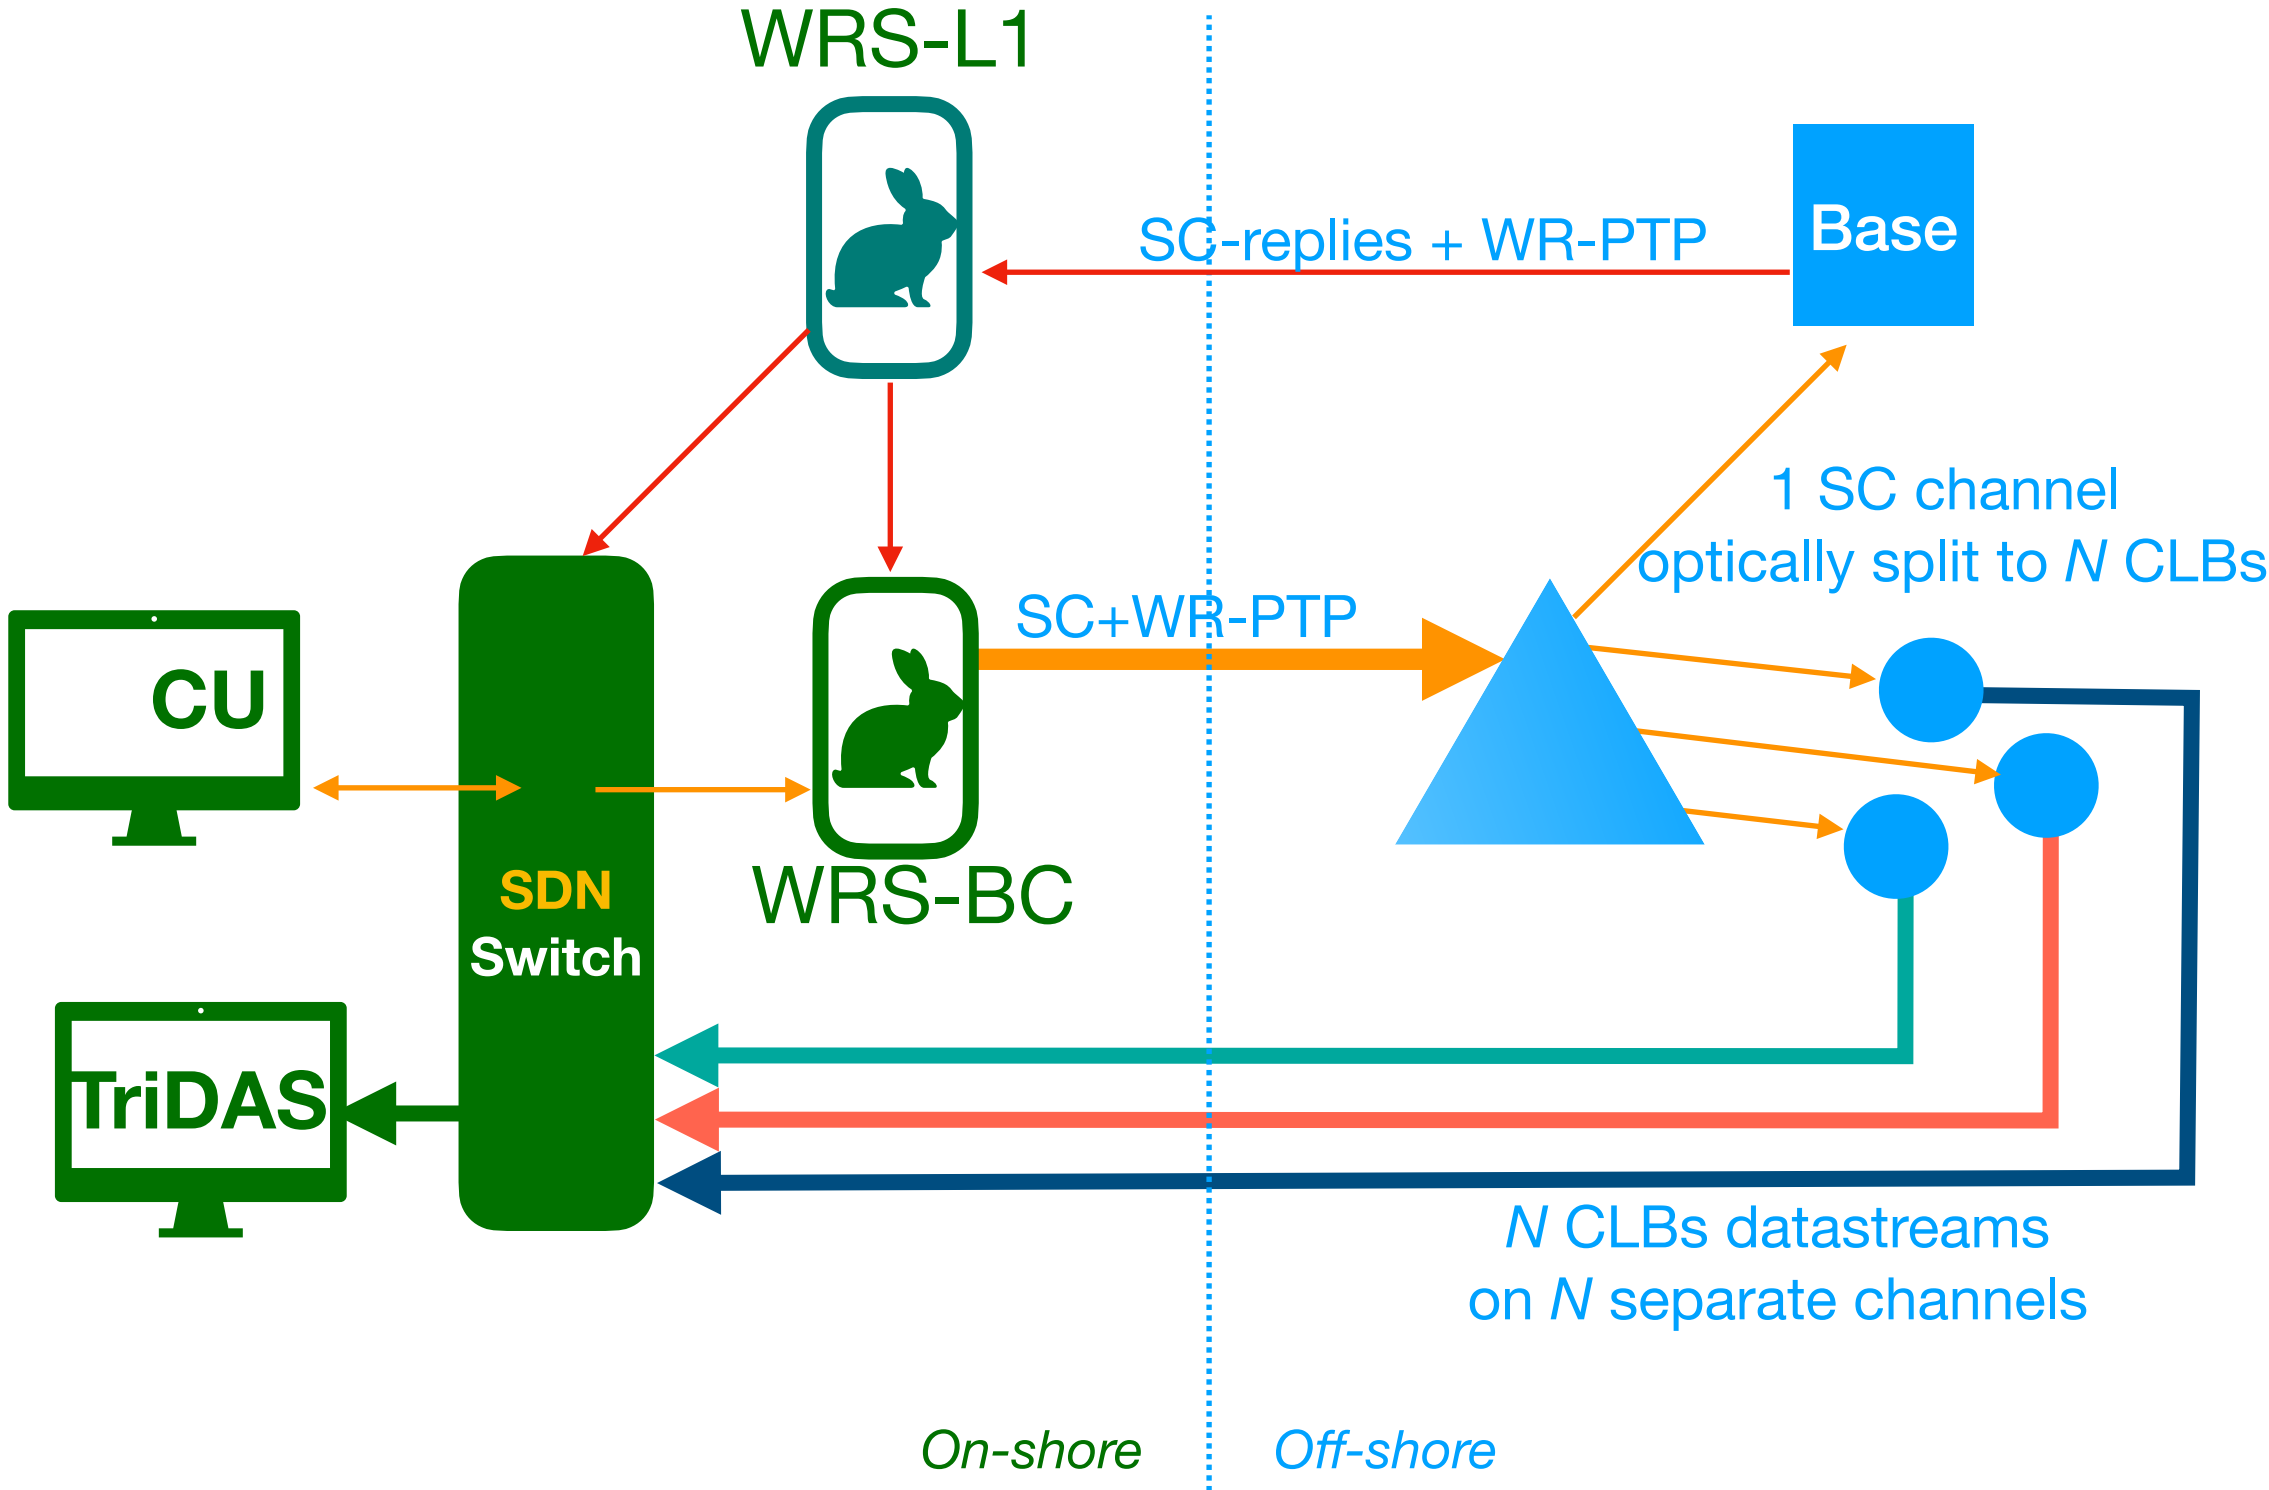 WRS-L1
SC-replies + WR-PTP
Base
1 SC channel
optically split to N CLBs
SC+WR-PTP
CU
SDN
Switch
WRS-BC
TriDAS
N CLBs datastreams
on N separate channels
On-shore
Off-shore